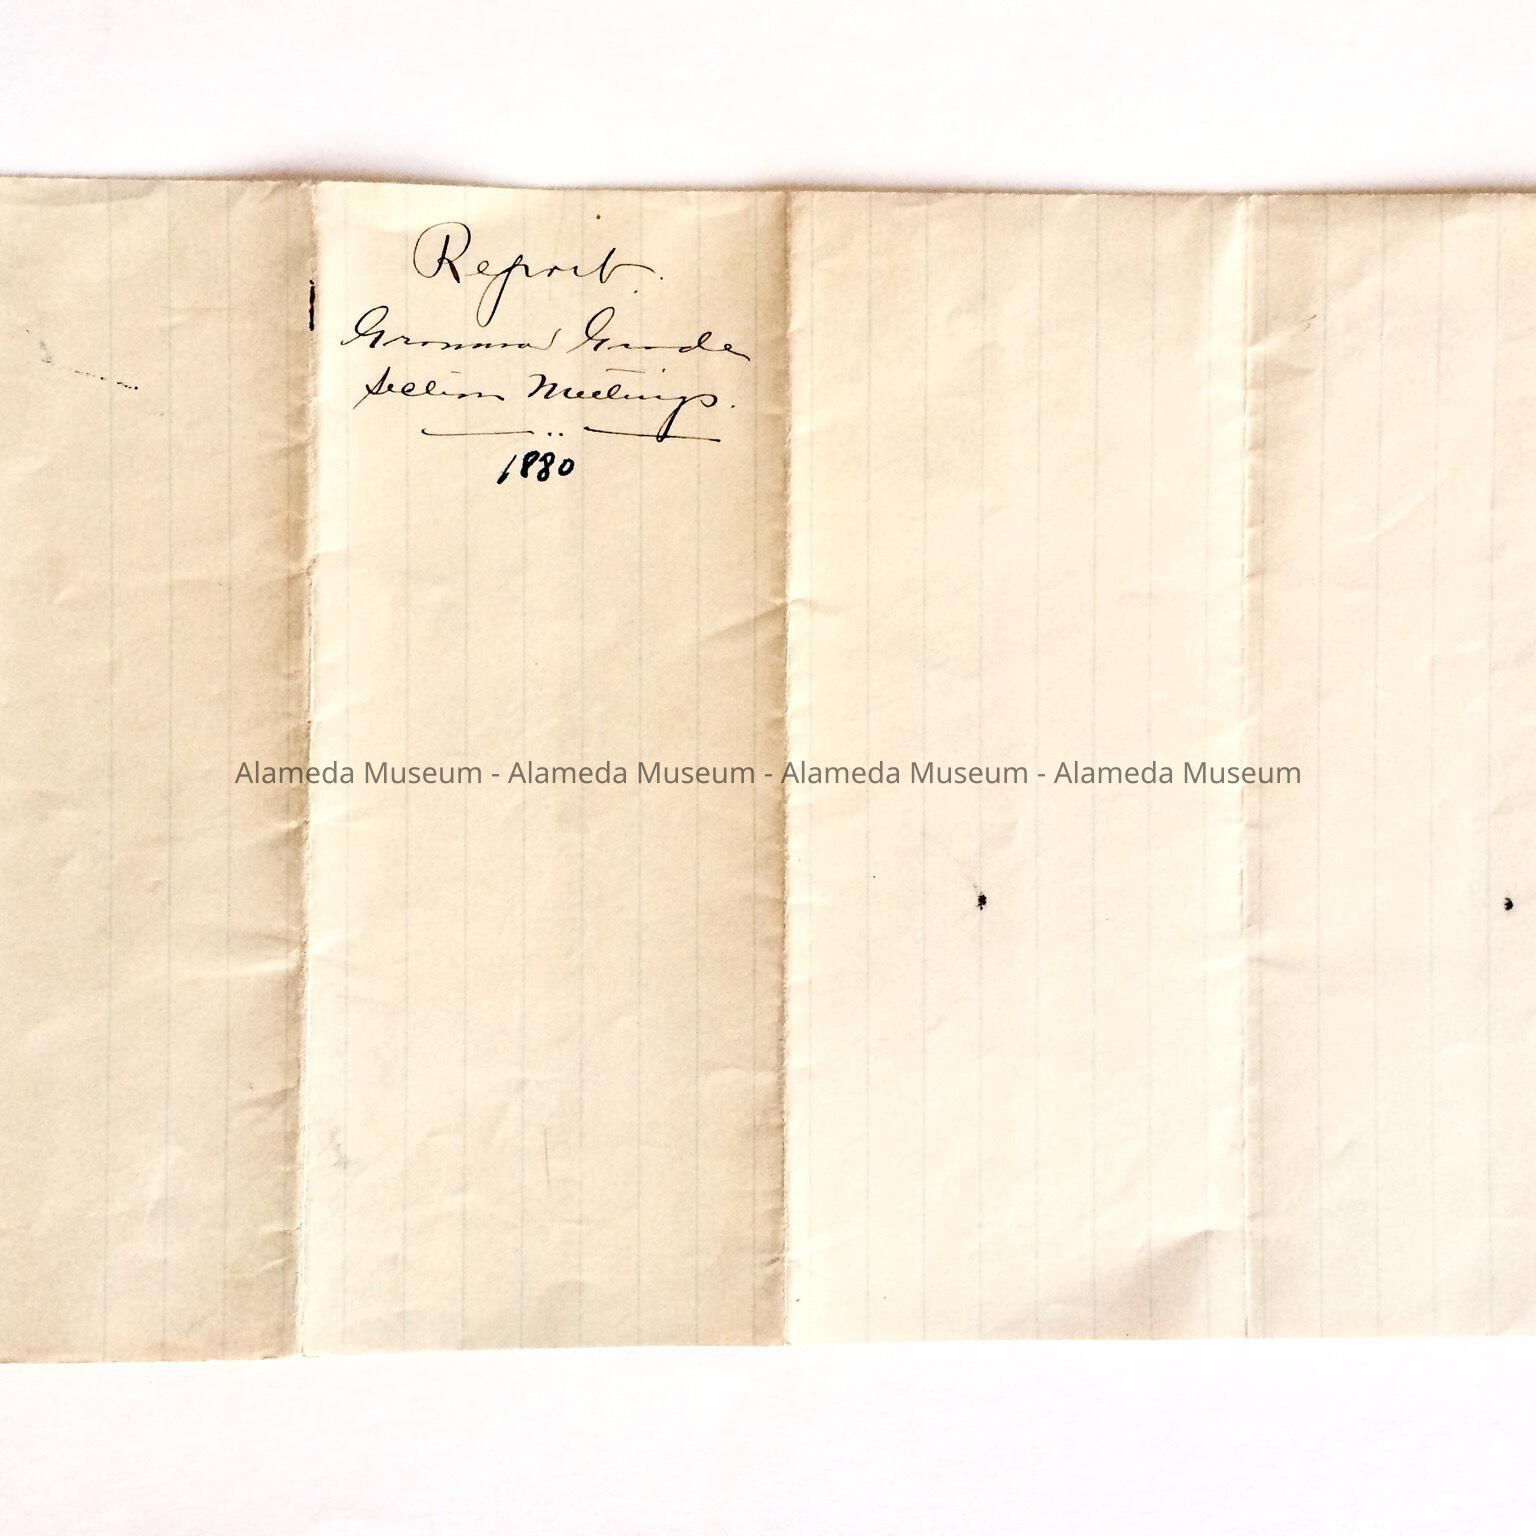 Report.
Grammar Grade
Section Meetings.
1880
Alameda Museum - Alameda Museum - Alameda Museum - Alameda Museum